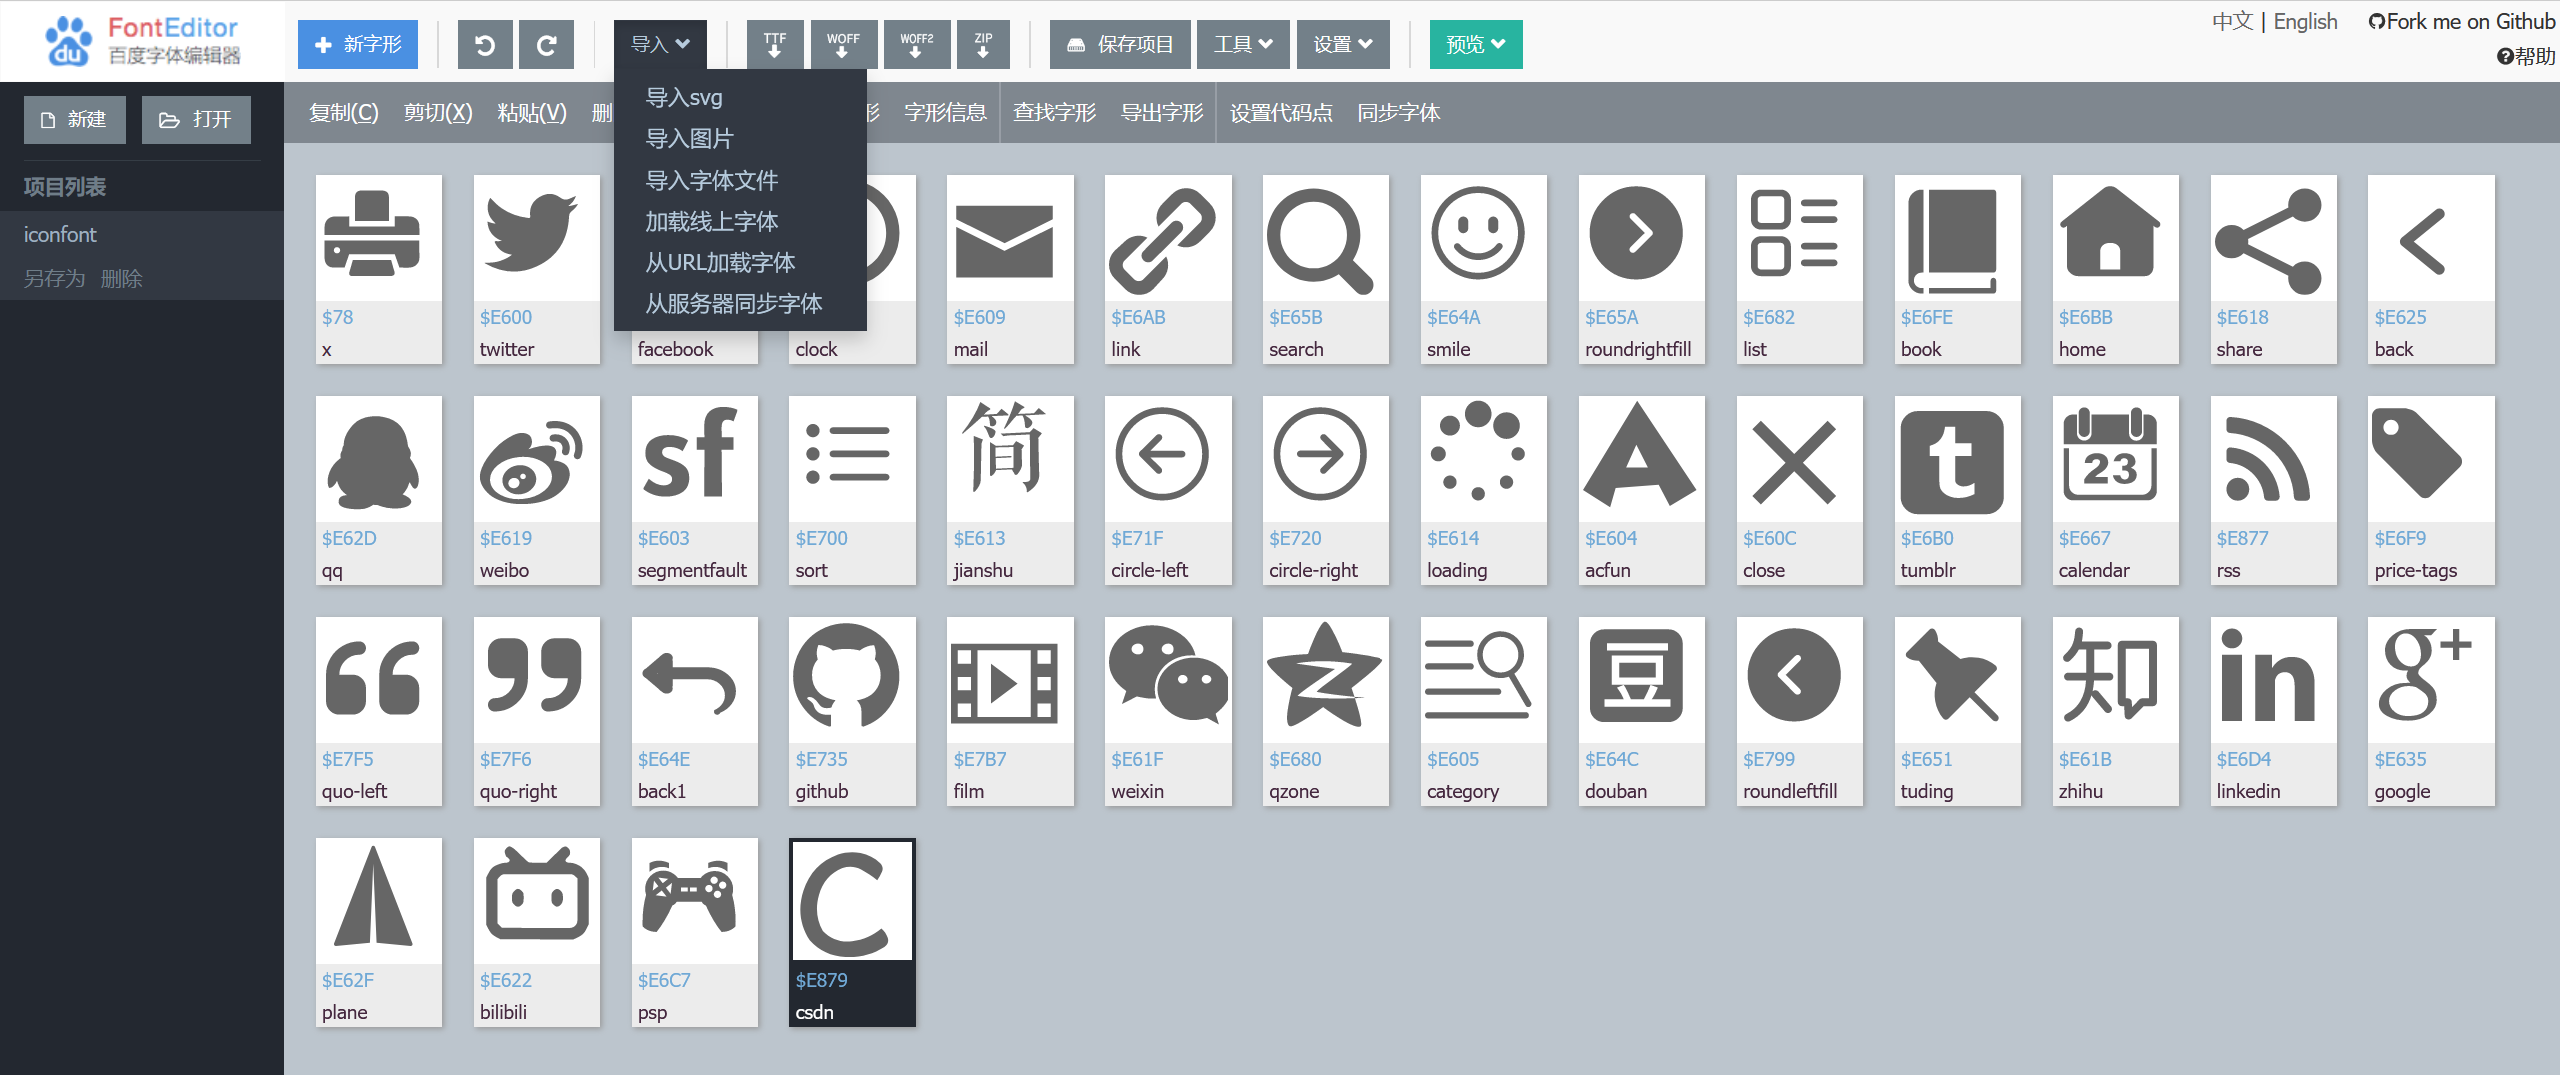 FontEditor
百度字体编辑器
新字形
导入
TTF
WOFF
WOFF2
ZIP
保存项目
工具
设置
预览
中文 | English
Fork me on Github
帮助
新建
打开
项目列表
iconfont
另存为 删除
复制(C)
剪切(X)
粘贴(V)
删
形
字形信息
查找字形
导出字形
设置代码点
同步字体
导入svg
导入图片
导入字体文件
加载线上字体
从URL加载字体
从服务器同步字体
$78
x
$E600
twitter
facebook
clock
$E609
mail
$E6AB
link
$E65B
search
$E64A
smile
$E65A
roundrightfill
$E682
list
$E6FE
book
$E6BB
home
$E618
share
$E625
back
$E62D
qq
$E619
weibo
sf
$E603
segmentfault
$E700
sort
简
$E613
jianshu
$E71F
circle-left
$E720
circle-right
$E614
loading
$E604
acfun
$E60C
close
t
$E6B0
tumblr
23
$E667
calendar
$E877
rss
$E6F9
price-tags
$E7F5
quo-left
$E7F6
quo-right
$E64E
back1
$E735
github
$E7B7
film
$E61F
weixin
$E680
qzone
$E605
category
豆
$E64C
douban
$E799
roundleftfill
$E651
tuding
知
$E61B
zhihu
in
$E6D4
linkedin
g+
$E635
google
$E62F
plane
$E622
bilibili
$E6C7
psp
C
$E879
csdn